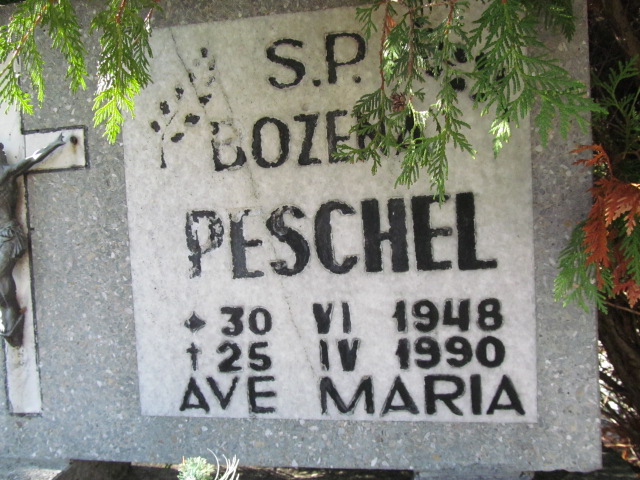 S.P.
PESCHEL
* 30 VI 1948
† 25 IV 1990
AVE MARIA